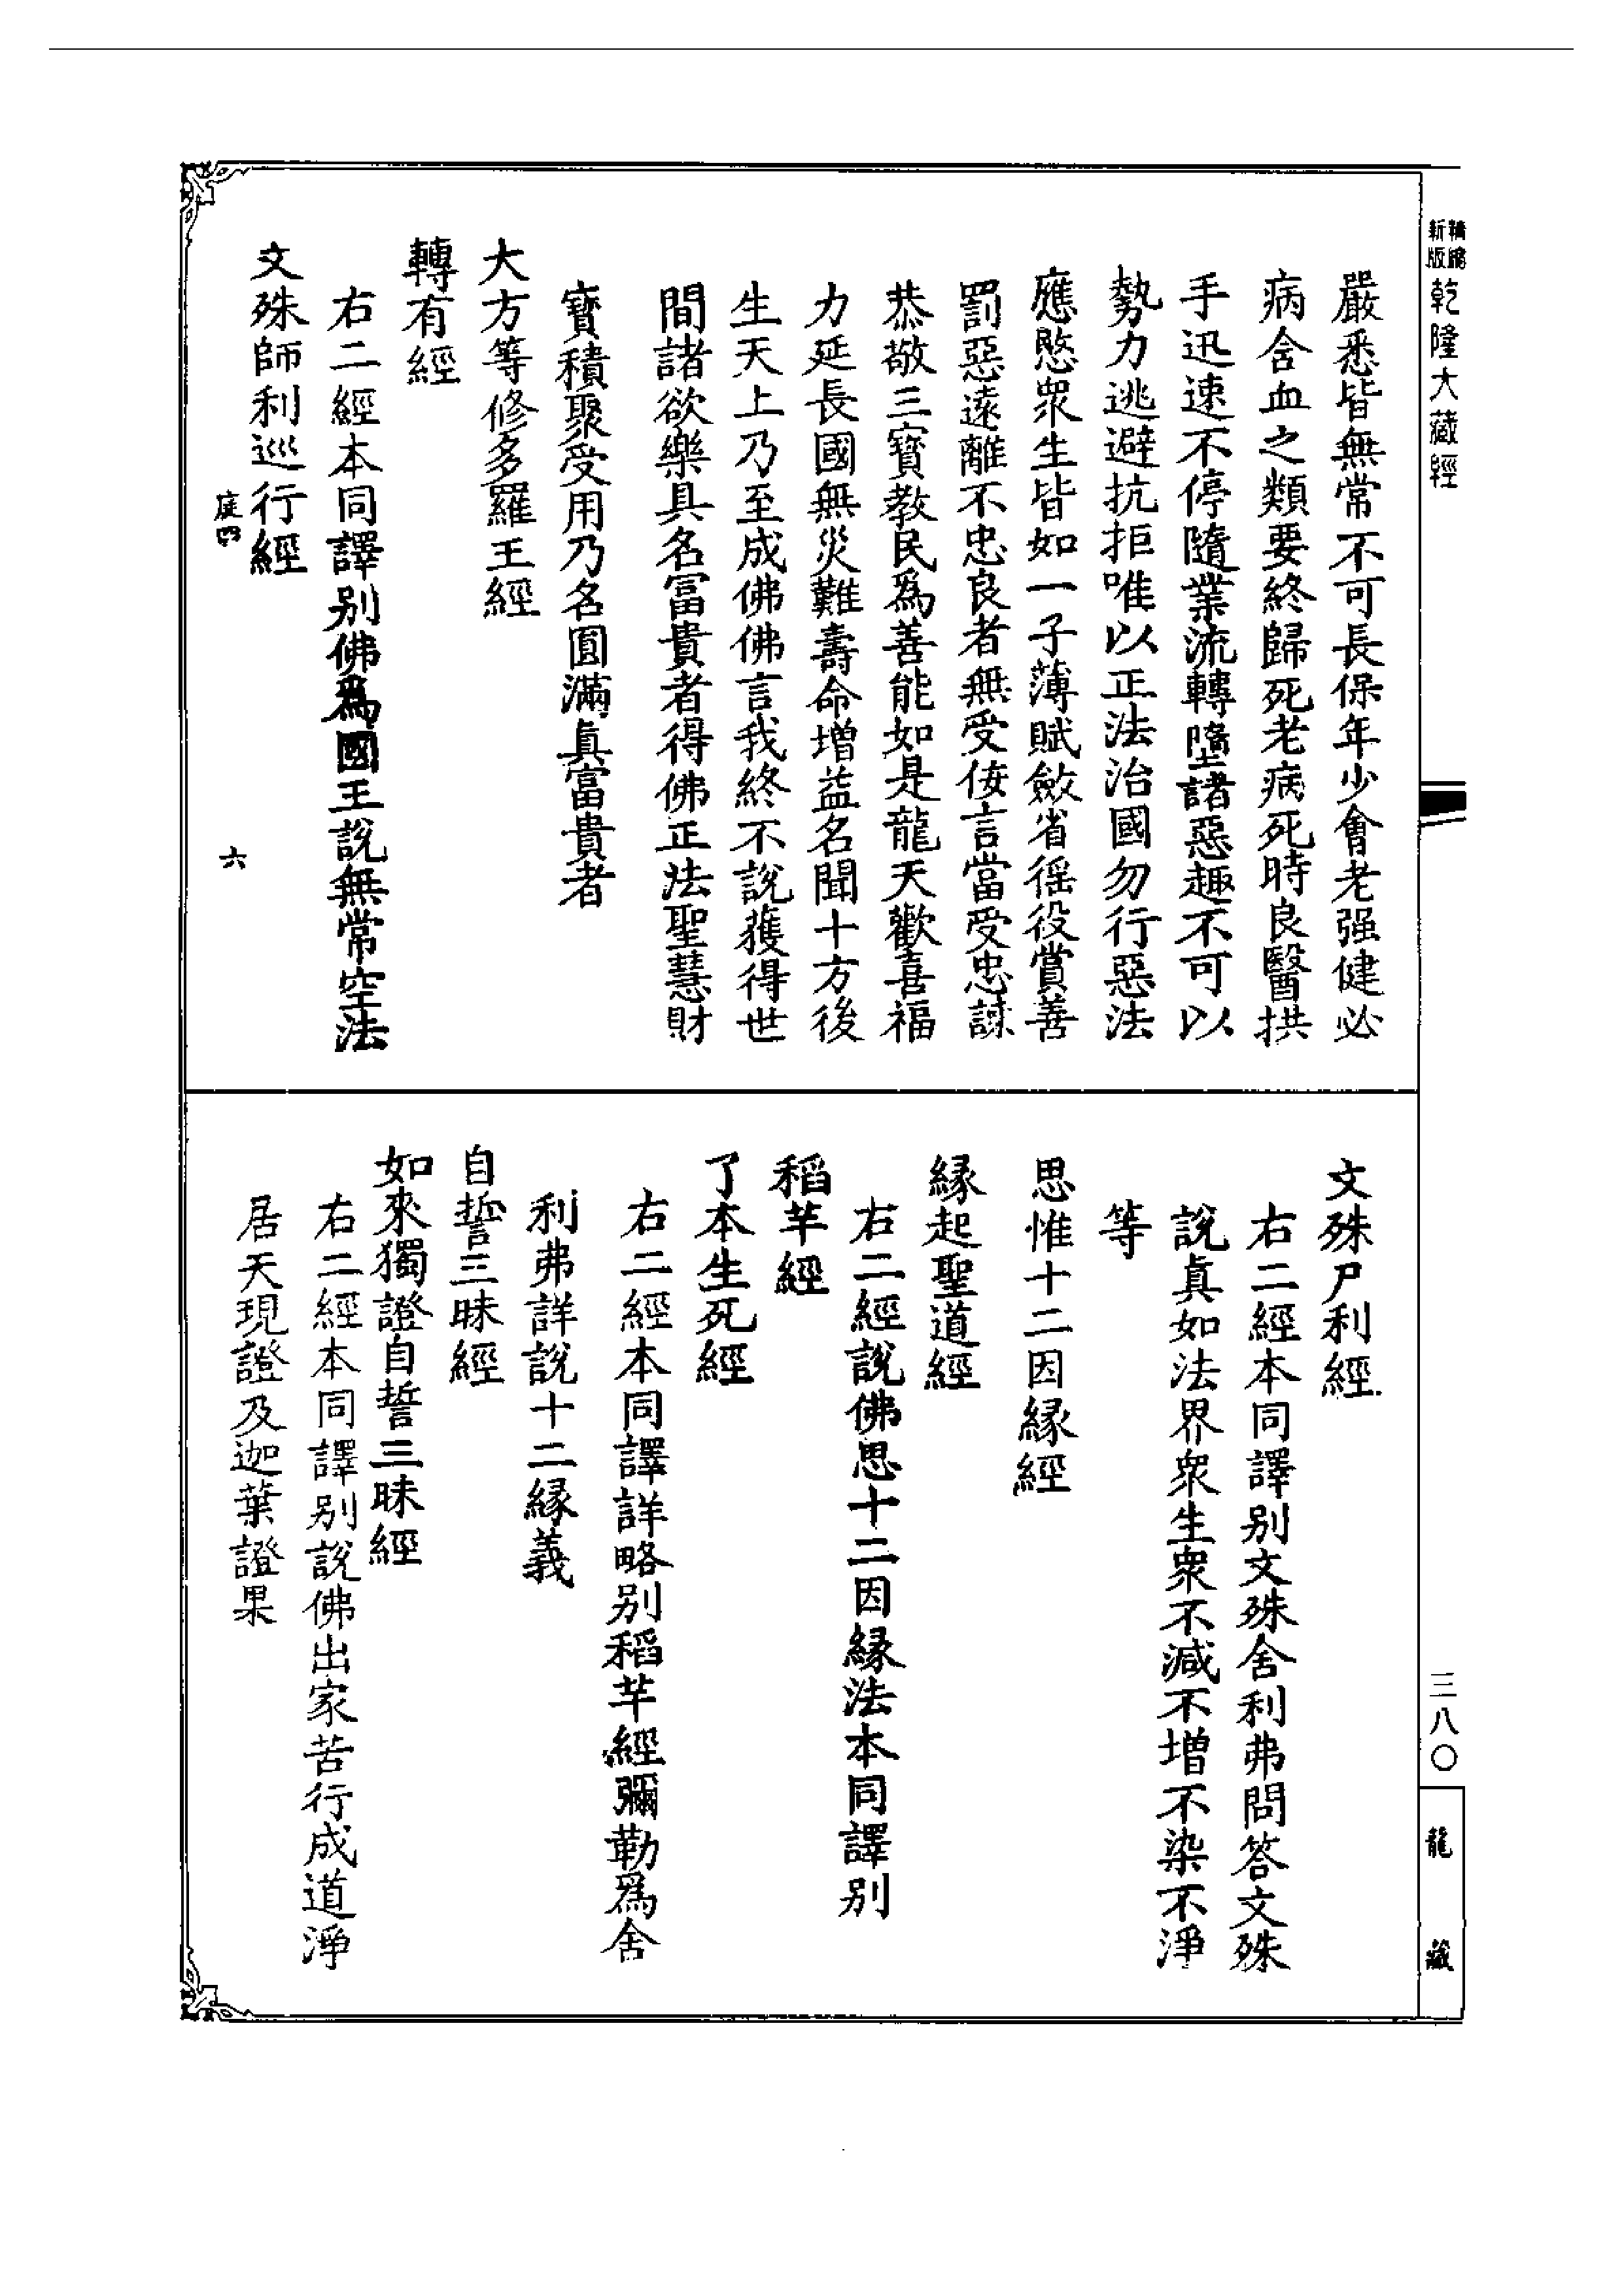 精編
新版
乾隆大藏經
三八〇
龍藏
嚴悉皆無常不可長保年少會老强健必
病含血之類要終歸死老病死時良醫拱
手迅速不停隨業流轉墮諸惡趣不可以
勢力逃避抗拒唯以正法治國勿行惡法
應愍衆生皆如一子薄賦斂省徭役賞善
罰惡遠離不忠良者無受侫言當受忠諫
恭敬三寳教民爲善能如是龍天歡喜福
力延長國無災難壽命增益名聞十方後
生天上乃至成佛佛言我終不說獲得世
間諸欲樂具名冨貴者得佛正法聖慧財
寳積聚受用乃名圓滿眞富貴者
大方等修多羅王經
轉有經
右二經本同譯别佛爲國王説無常空法
文殊師利巡行經
庭四
六
文殊尸利經
右二經本同譯别文殊舍利弗問答文殊
説眞如法界衆生衆不減不增不染不淨
等
思惟十二因緣經
緣起聖道經
右二經説佛思十二因緣法本同譯别
稻芉經
了本生死經
右二經本同譯詳略别稻芉經彌勒爲舍
利弗詳説十二緣義
自誓三昧經
如來獨證自誓三昧經
右二經本同譯别説佛出家苦行成道淨
居天現證及迦葉證果